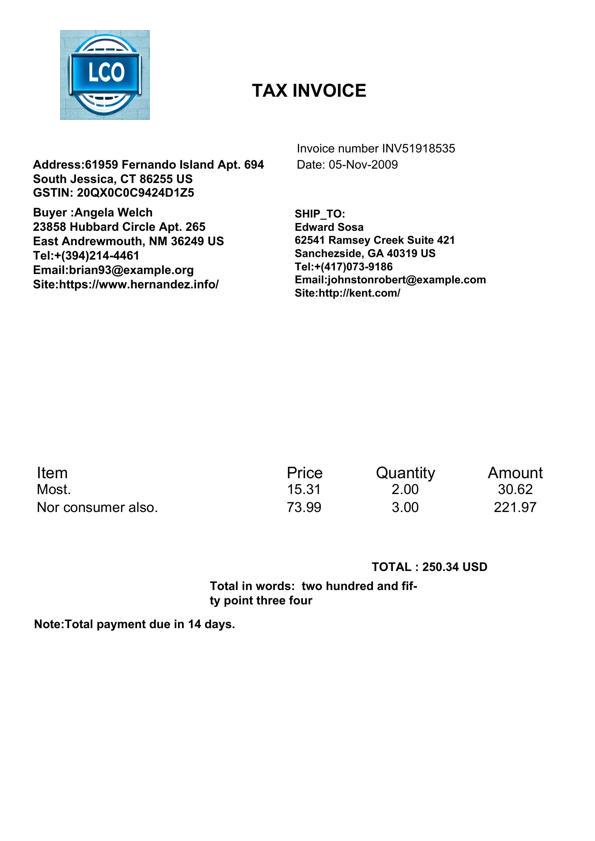 LCO
TAX INVOICE
Invoice number INV51918535
Date: 05-Nov-2009
Address:61959 Fernando Island Apt. 694
South Jessica, CT 86255 US
GSTIN: 20QX0C0C9424D1Z5
Buyer :Angela Welch
23858 Hubbard Circle Apt. 265
East Andrewmouth, NM 36249 US
Tel:+(394)214-4461
Email:brian93@example.org
Site:https://www.hernandez.info/
SHIP_TO:
Edward Sosa
62541 Ramsey Creek Suite 421
Sanchezside, GA 40319 US
Tel:+(417)073-9186
Email:johnstonrobert@example.com
Site:http://kent.com/
Item Price Quantity Amount
Most. 15.31 2.00 30.62
Nor consumer also. 73.99 3.00 221.97
TOTAL : 250.34 USD
Total in words: two hundred and fif-
ty point three four
Note:Total payment due in 14 days.